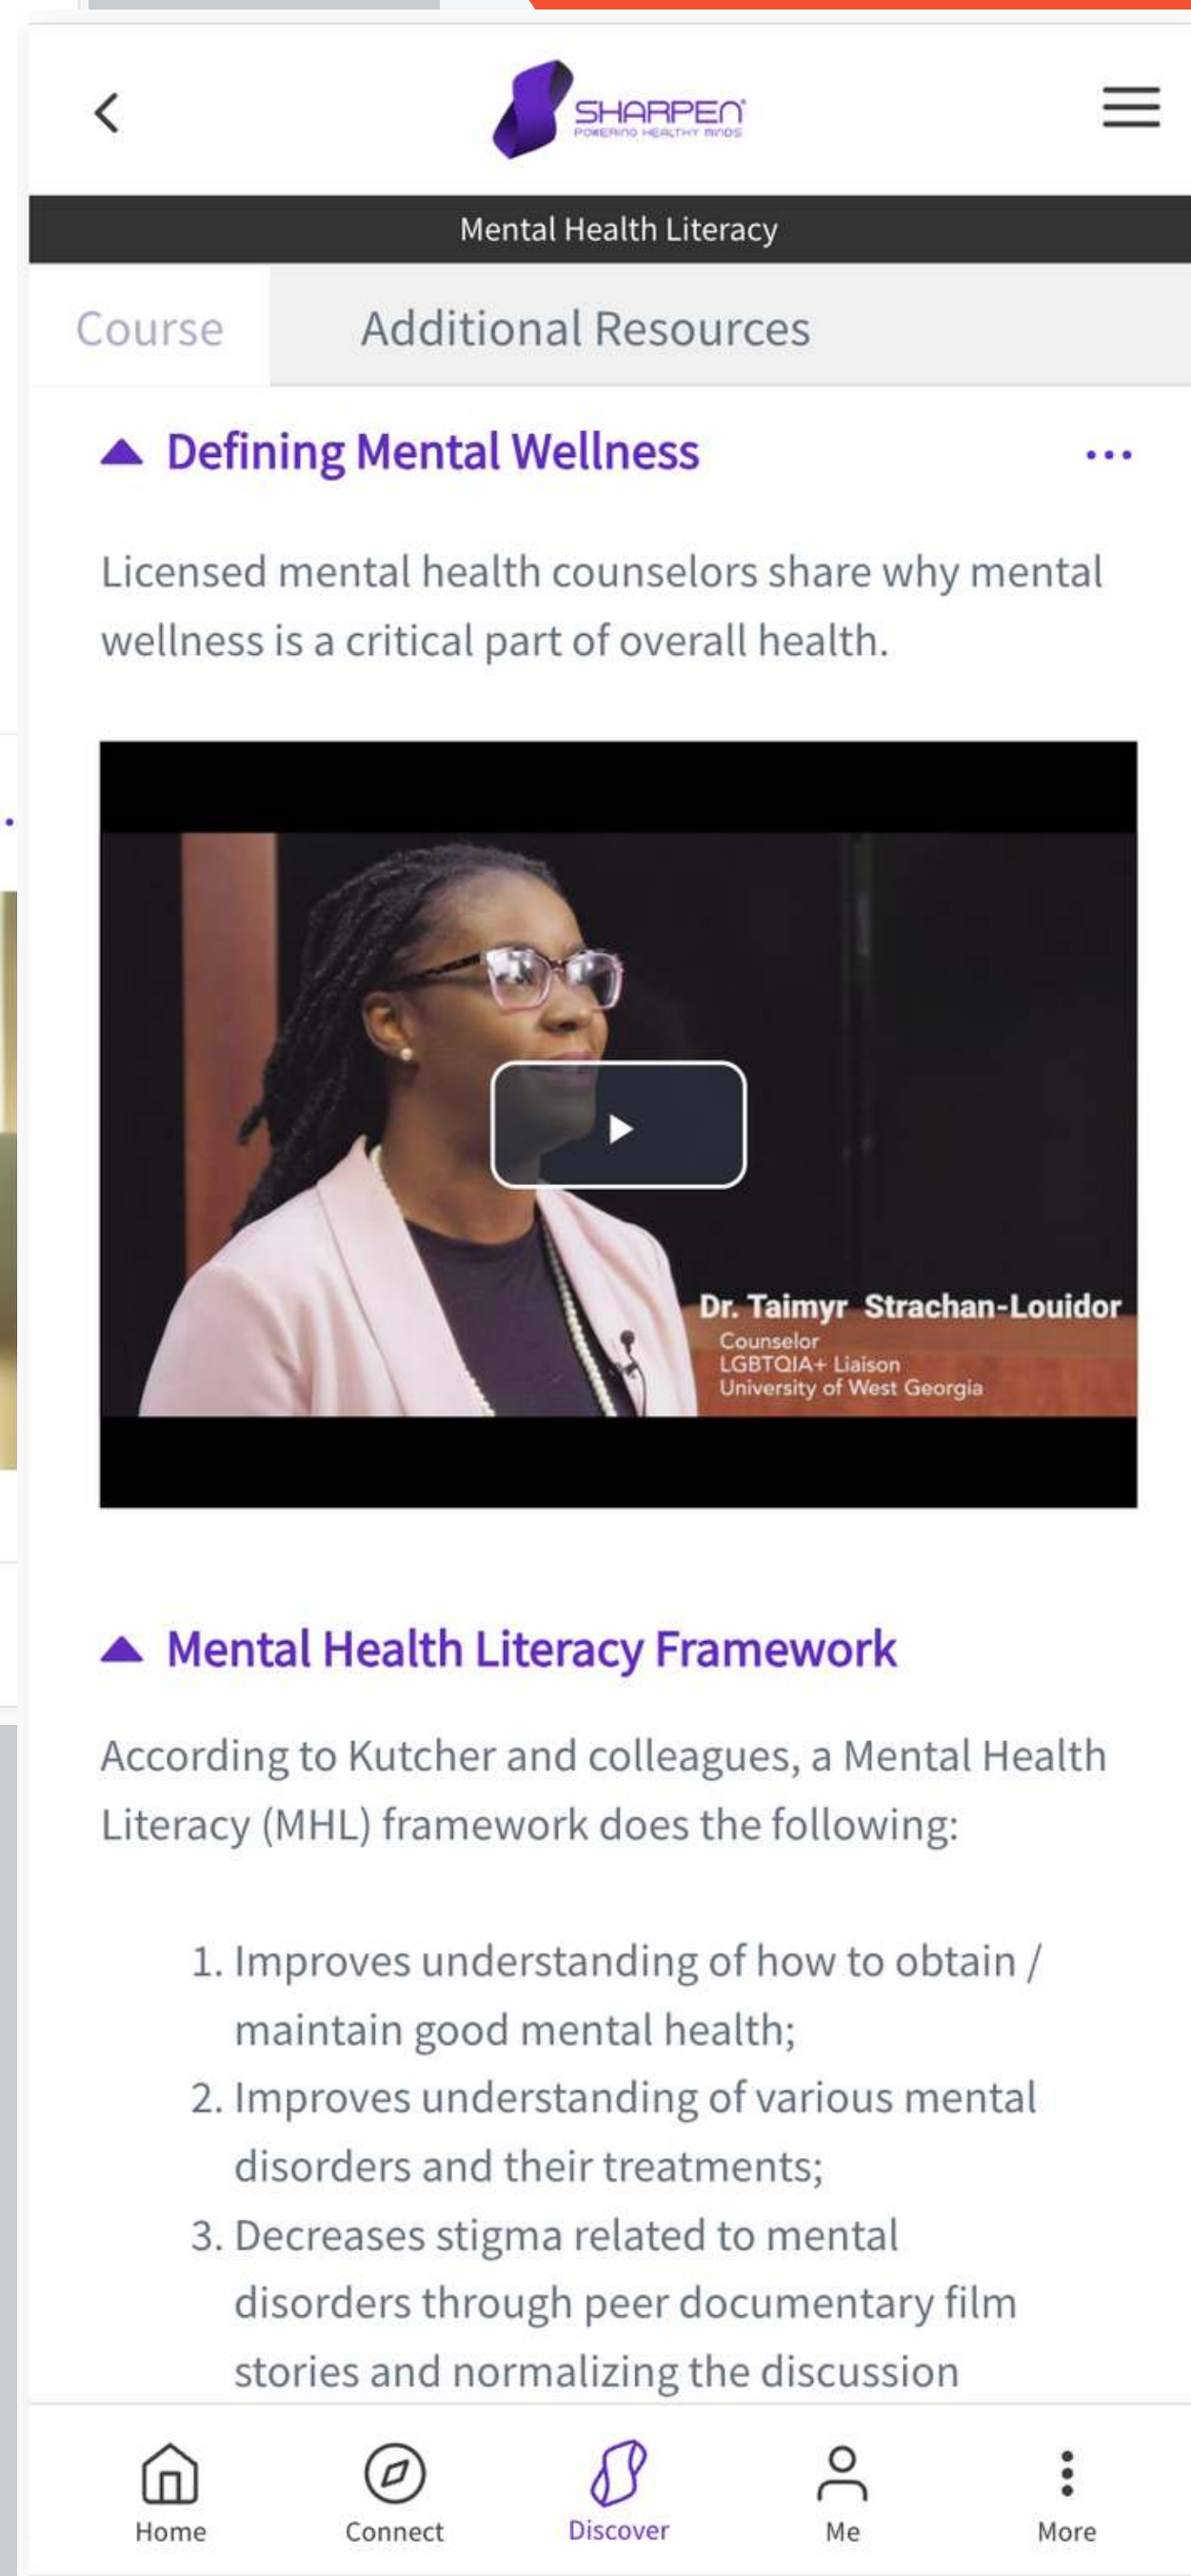 SHARPEN®
POWERING HEALTHY MINDS
Mental Health Literacy
Course
Additional Resources
Defining Mental Wellness
Licensed mental health counselors share why mental
wellness is a critical part of overall health.
Dr. Taimyr Strachan-Louidor
Counselor
LGBTQIA+ Liaison
University of West Georgia
Mental Health Literacy Framework
According to Kutcher and colleagues, a Mental Health
Literacy (MHL) framework does the following:
1. Improves understanding of how to obtain /
maintain good mental health;
2. Improves understanding of various mental
disorders and their treatments;
3. Decreases stigma related to mental
disorders through peer documentary film
stories and normalizing the discussion
Home
Connect
Discover
Me
More